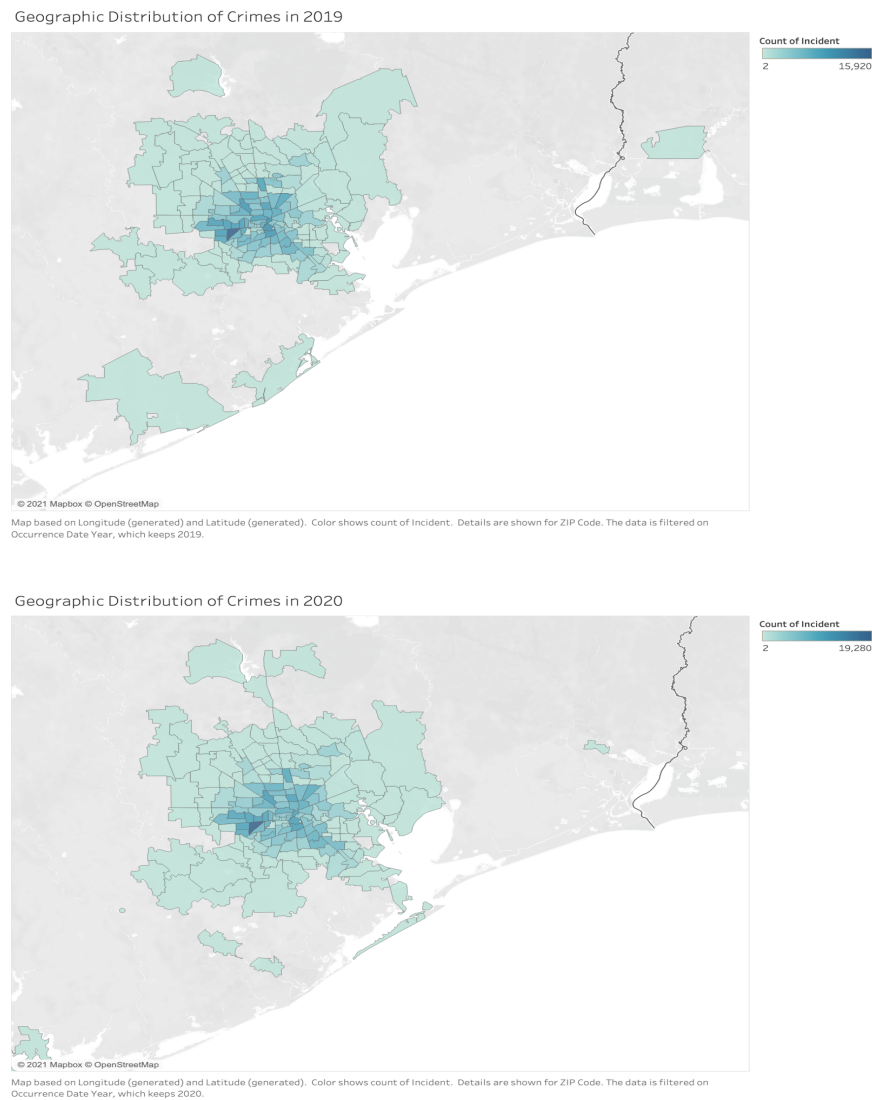 Geographic Distribution of Crimes in 2019
Count of Incident
2 15,920
© 2021 Mapbox © OpenStreetMap
Map based on Longitude (generated) and Latitude (generated). Color shows count of Incident. Details are shown for ZIP Code. The data is filtered on
Occurrence Date Year, which keeps 2019.
Geographic Distribution of Crimes in 2020
Count of Incident
2 19,280
© 2021 Mapbox © OpenStreetMap
Map based on Longitude (generated) and Latitude (generated). Color shows count of Incident. Details are shown for ZIP Code. The data is filtered on
Occurrence Date Year, which keeps 2020.